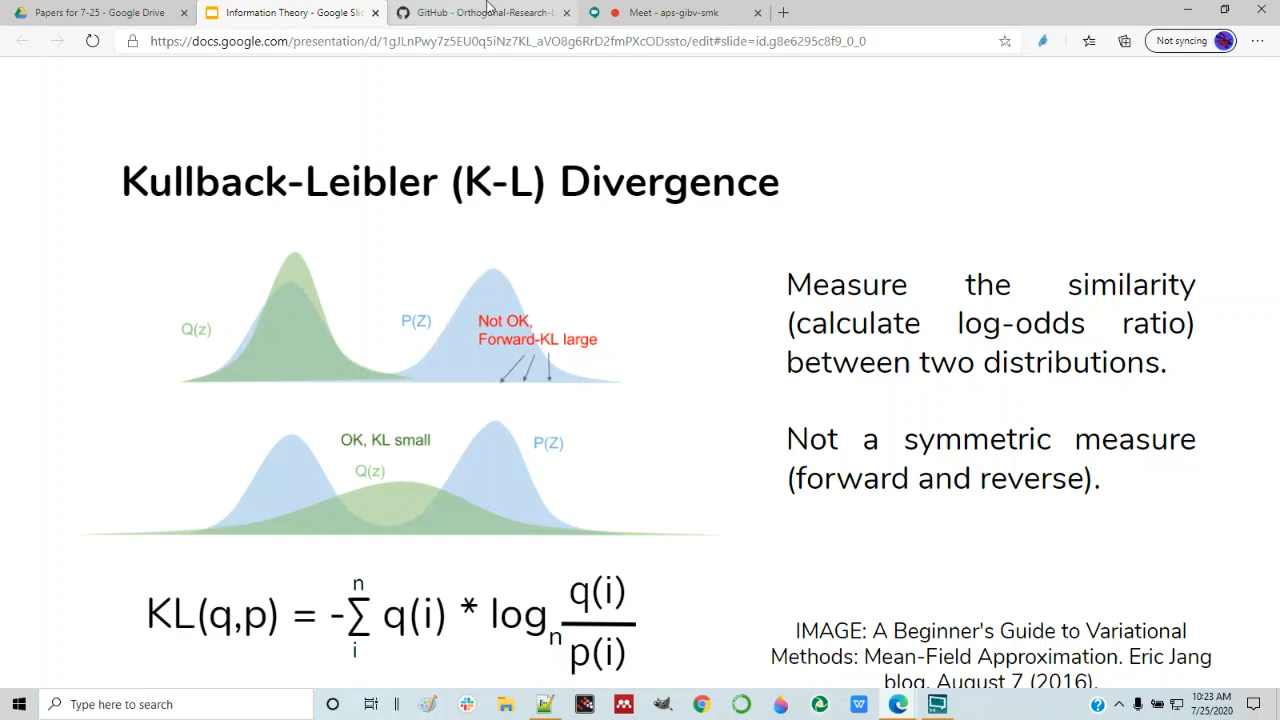 Papers for 7-25 - Google Drive
Information Theory - Google Slid
GitHub - Orthogonal-Research-L
Meet - aps-gibv-smk
https://docs.google.com/presentation/d/1gJLnPwy7z5EU0q5iNz7KL_aVO8g6RrD2fmPXcODssto/edit#slide=id.g8e6295c8f9_0_0
Not syncing
Kullback-Leibler (K-L) Divergence
Q(z)
P(Z)
Not OK,
Forward-KL large
OK, KL small
Q(z)
P(Z)
Measure the similarity
(calculate log-odds ratio)
between two distributions.
Not a symmetric measure
(forward and reverse).
KL(q,p) = -∑ⁿᵢ q(i) * logₙ q(i)/p(i)
IMAGE: A Beginner's Guide to Variational
Methods: Mean-Field Approximation. Eric Jang
blog. August 7 (2016).
Type here to search
10:23 AM
7/25/2020